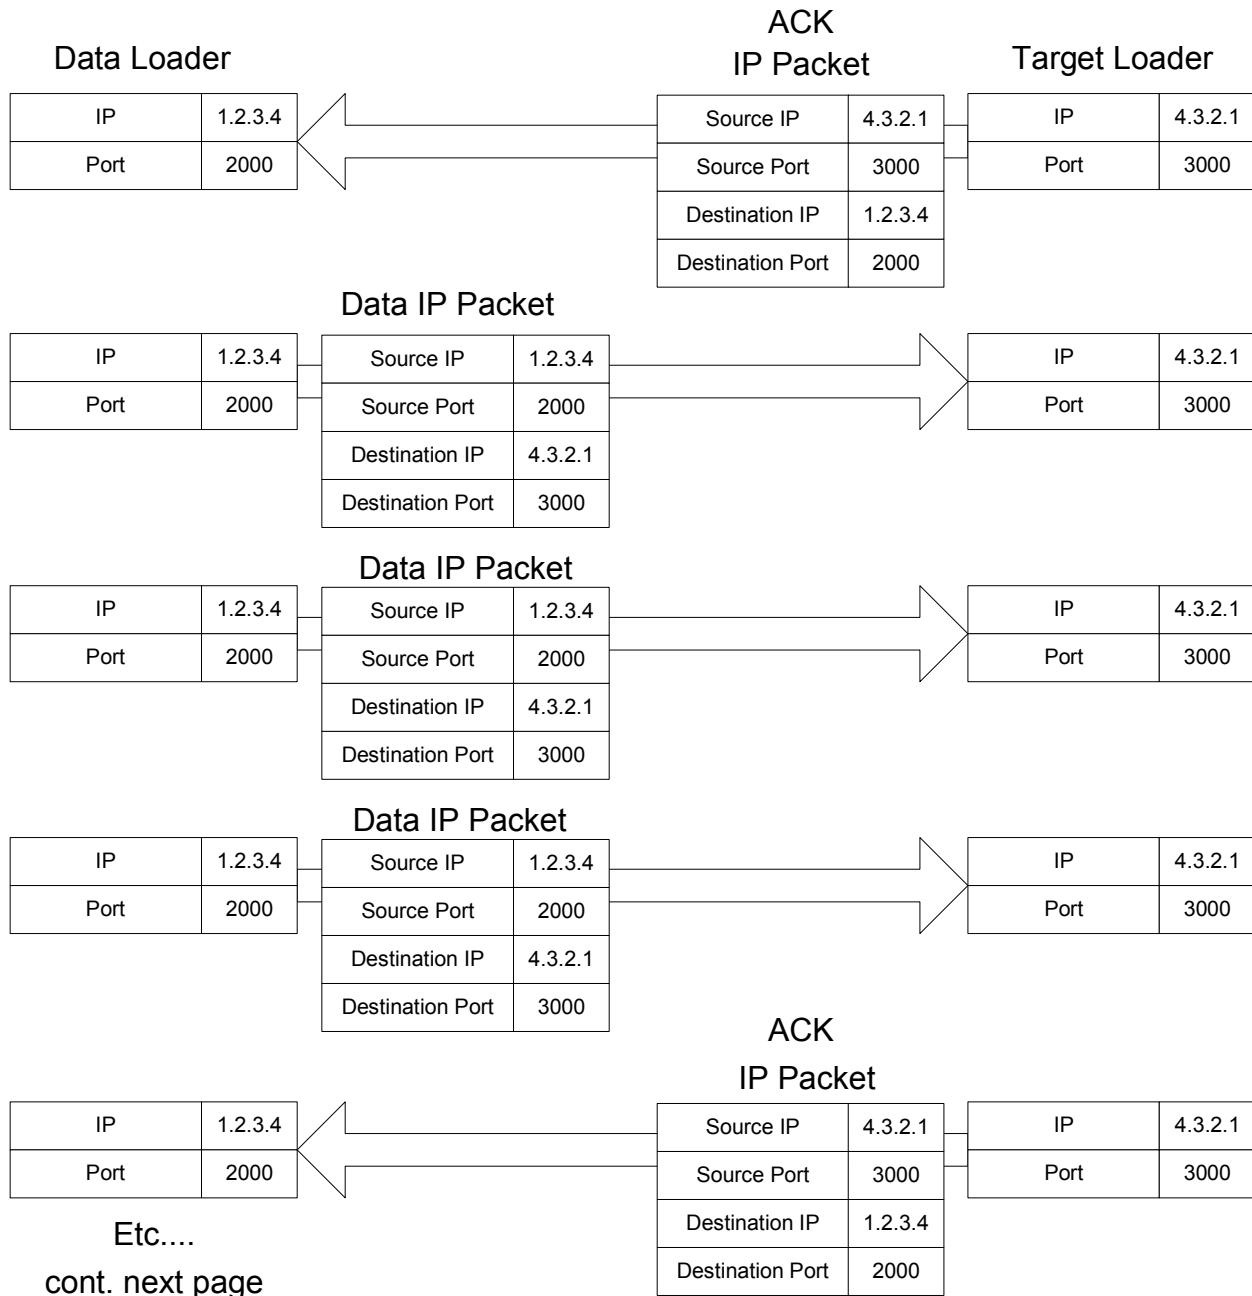 ACK
Data Loader IP Packet Target Loader
IP 1.2.3.4 Source IP 4.3.2.1 IP 4.3.2.1
Port 2000 Source Port 3000 Port 3000
Destination IP 1.2.3.4
Destination Port 2000
Data IP Packet
IP 1.2.3.4 Source IP 1.2.3.4 IP 4.3.2.1
Port 2000 Source Port 2000 Port 3000
Destination IP 4.3.2.1
Destination Port 3000
Data IP Packet
IP 1.2.3.4 Source IP 1.2.3.4 IP 4.3.2.1
Port 2000 Source Port 2000 Port 3000
Destination IP 4.3.2.1
Destination Port 3000
Data IP Packet
IP 1.2.3.4 Source IP 1.2.3.4 IP 4.3.2.1
Port 2000 Source Port 2000 Port 3000
Destination IP 4.3.2.1
Destination Port 3000
ACK
IP Packet
IP 1.2.3.4 Source IP 4.3.2.1 IP 4.3.2.1
Port 2000 Source Port 3000 Port 3000
Etc.... Destination IP 1.2.3.4
cont. next page Destination Port 2000